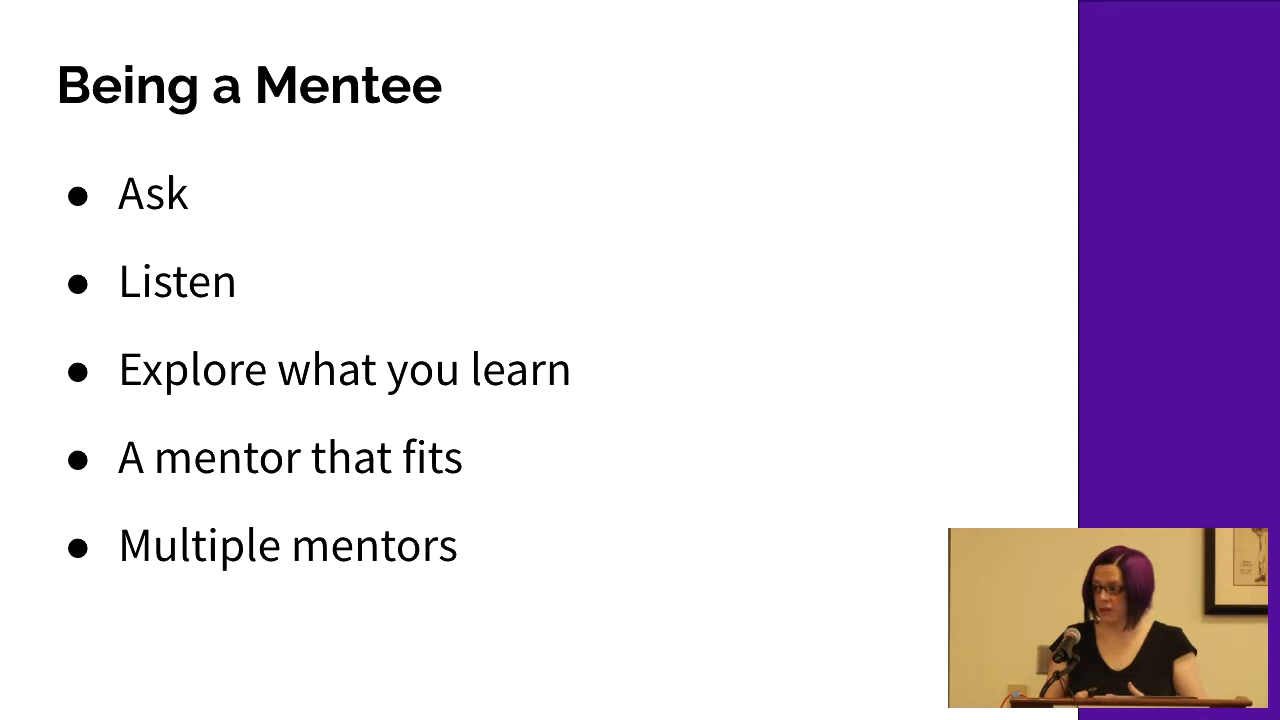 Being a Mentee
● Ask
● Listen
● Explore what you learn
● A mentor that fits
● Multiple mentors